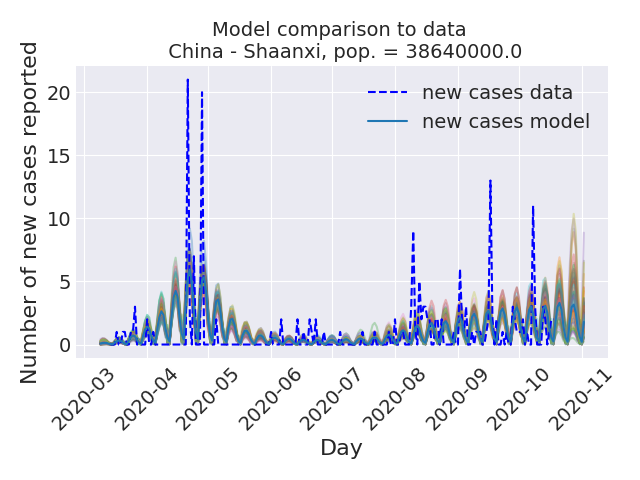 Model comparison to data
China - Shaanxi, pop. = 38640000.0
Number of new cases reported
20
15
10
5
0
new cases data
new cases model
2020-03
2020-04
2020-05
2020-06
2020-07
2020-08
2020-09
2020-10
2020-11
Day